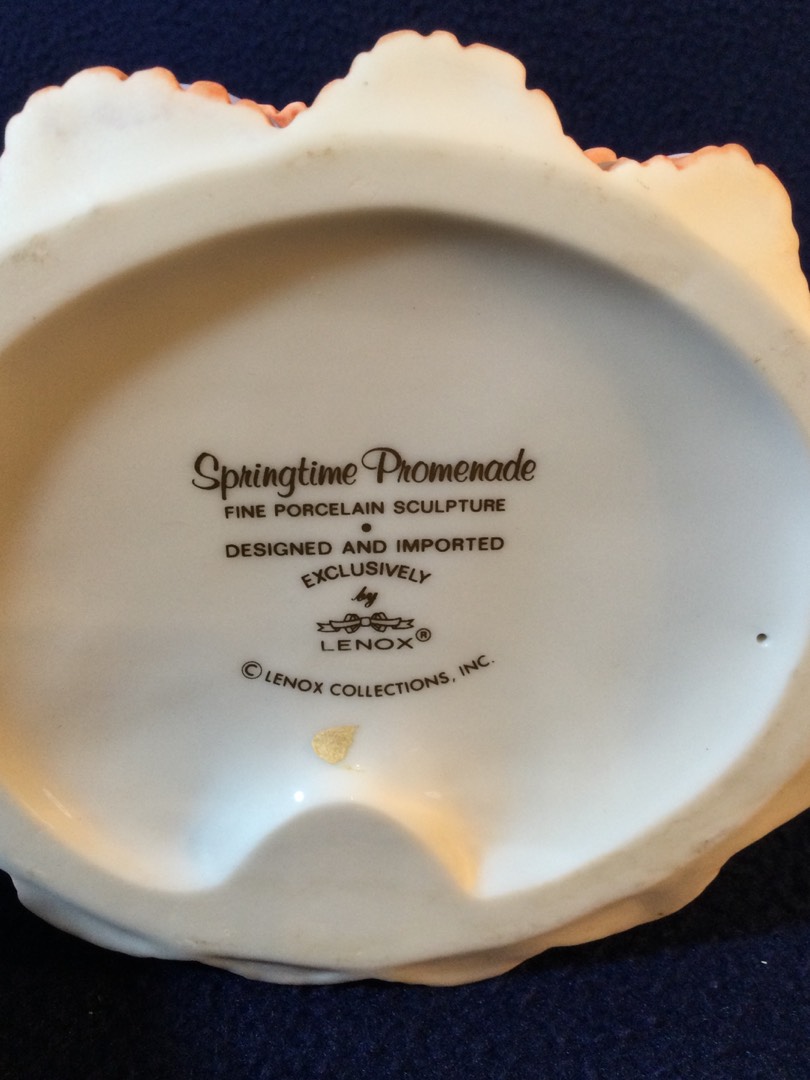 Springtime Promenade
FINE PORCELAIN SCULPTURE
•
DESIGNED AND IMPORTED
EXCLUSIVELY
by
LENOX®
© LENOX COLLECTIONS, INC.